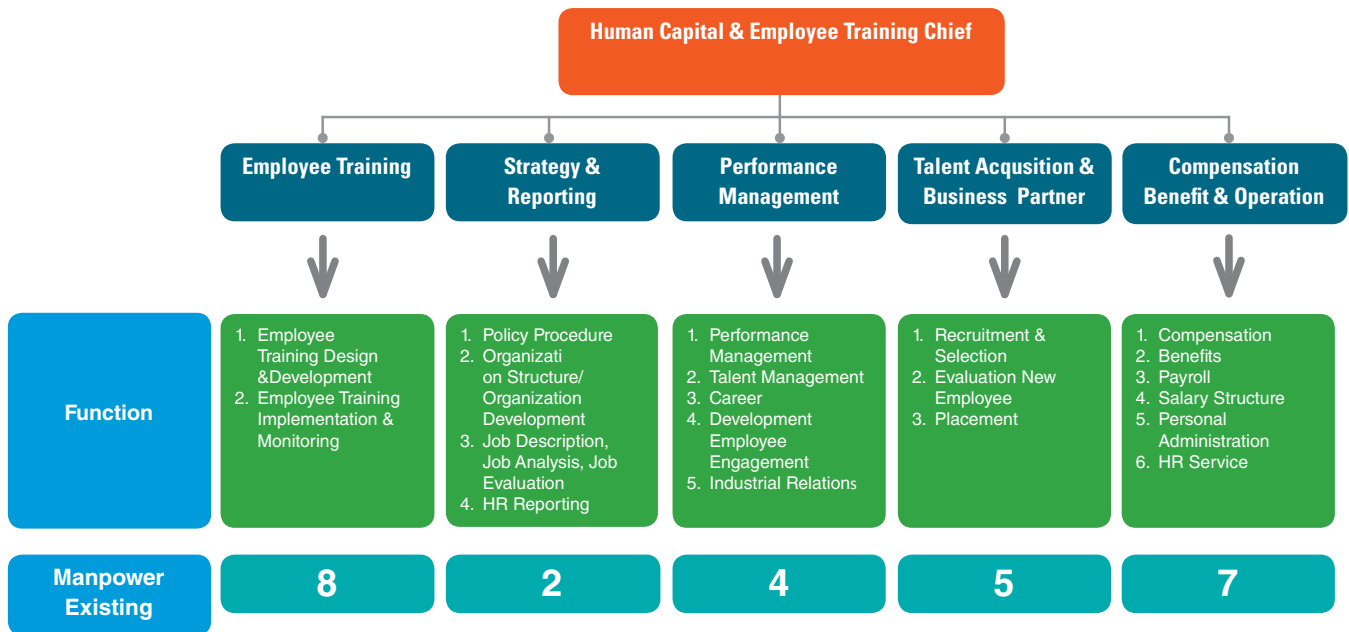 Human Capital & Employee Training Chief
Employee Training
Strategy &
Reporting
Performance
Management
Talent Acqusition &
Business Partner
Compensation
Benefit & Operation
Function
1. Employee
Training Design
&Development
2. Employee Training
Implementation &
Monitoring
1. Policy Procedure
2. Organizati
on Structure/
Organization
Development
3. Job Description,
Job Analysis, Job
Evaluation
4. HR Reporting
1. Performance
Management
2. Talent Management
3. Career
4. Development
Employee
Engagement
5. Industrial Relations
1. Recruitment &
Selection
2. Evaluation New
Employee
3. Placement
1. Compensation
2. Benefits
3. Payroll
4. Salary Structure
5. Personal
Administration
6. HR Service
Manpower
Existing
8
2
4
5
7